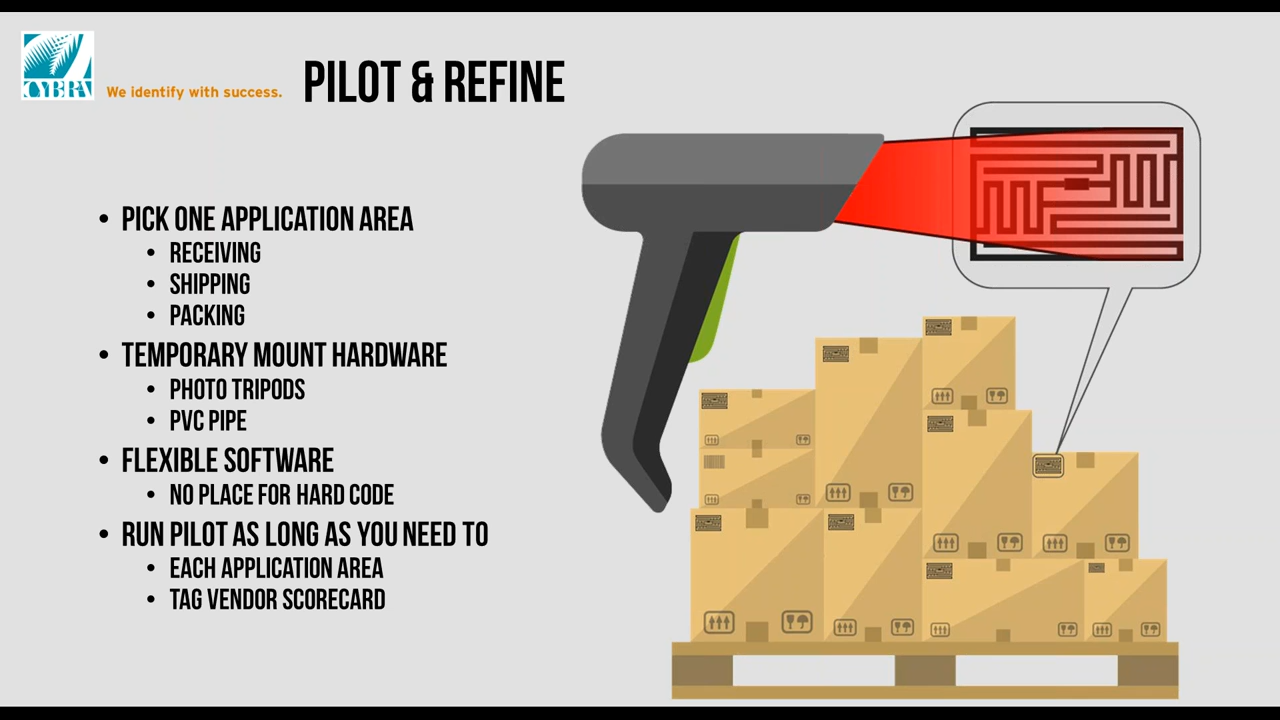 CYBRA
We identify with success.
PILOT & REFINE
• PICK ONE APPLICATION AREA
• RECEIVING
• SHIPPING
• PACKING
• TEMPORARY MOUNT HARDWARE
• PHOTO TRIPODS
• PVC PIPE
• FLEXIBLE SOFTWARE
• NO PLACE FOR HARD CODE
• RUN PILOT AS LONG AS YOU NEED TO
• EACH APPLICATION AREA
• TAG VENDOR SCORECARD